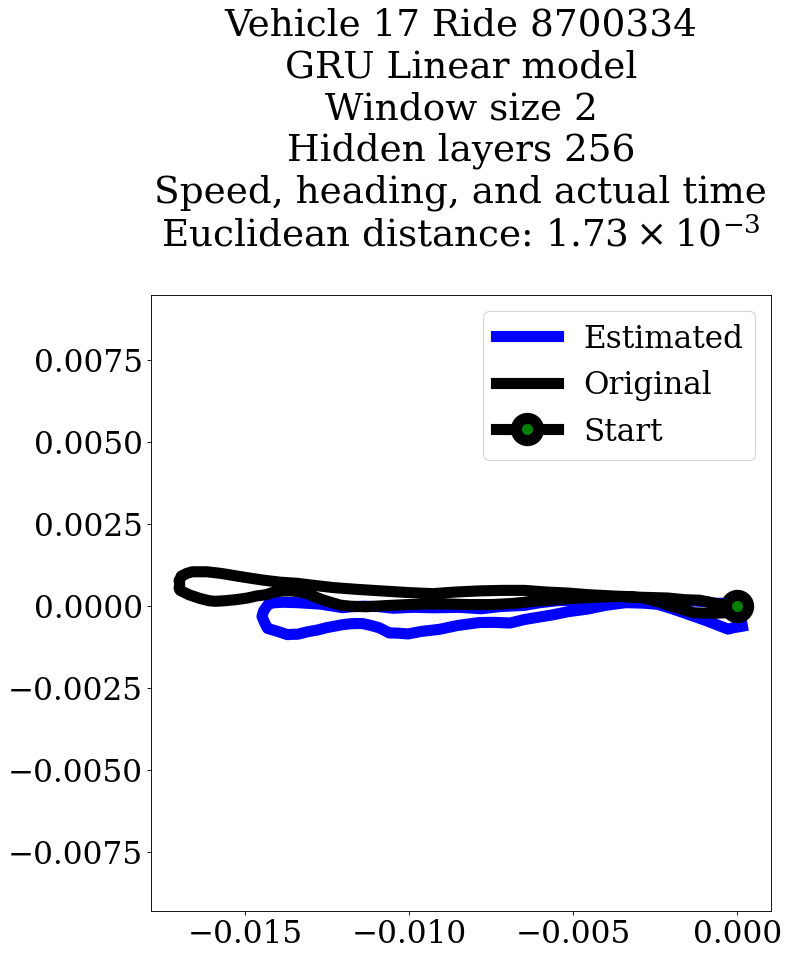 Vehicle 17 Ride 8700334
GRU Linear model
Window size 2
Hidden layers 256
Speed, heading, and actual time
Euclidean distance: 1.73 × 10⁻³
Estimated
Original
Start
0.0075
0.0050
0.0025
0.0000
−0.0025
−0.0050
−0.0075
−0.015
−0.010
−0.005
0.000